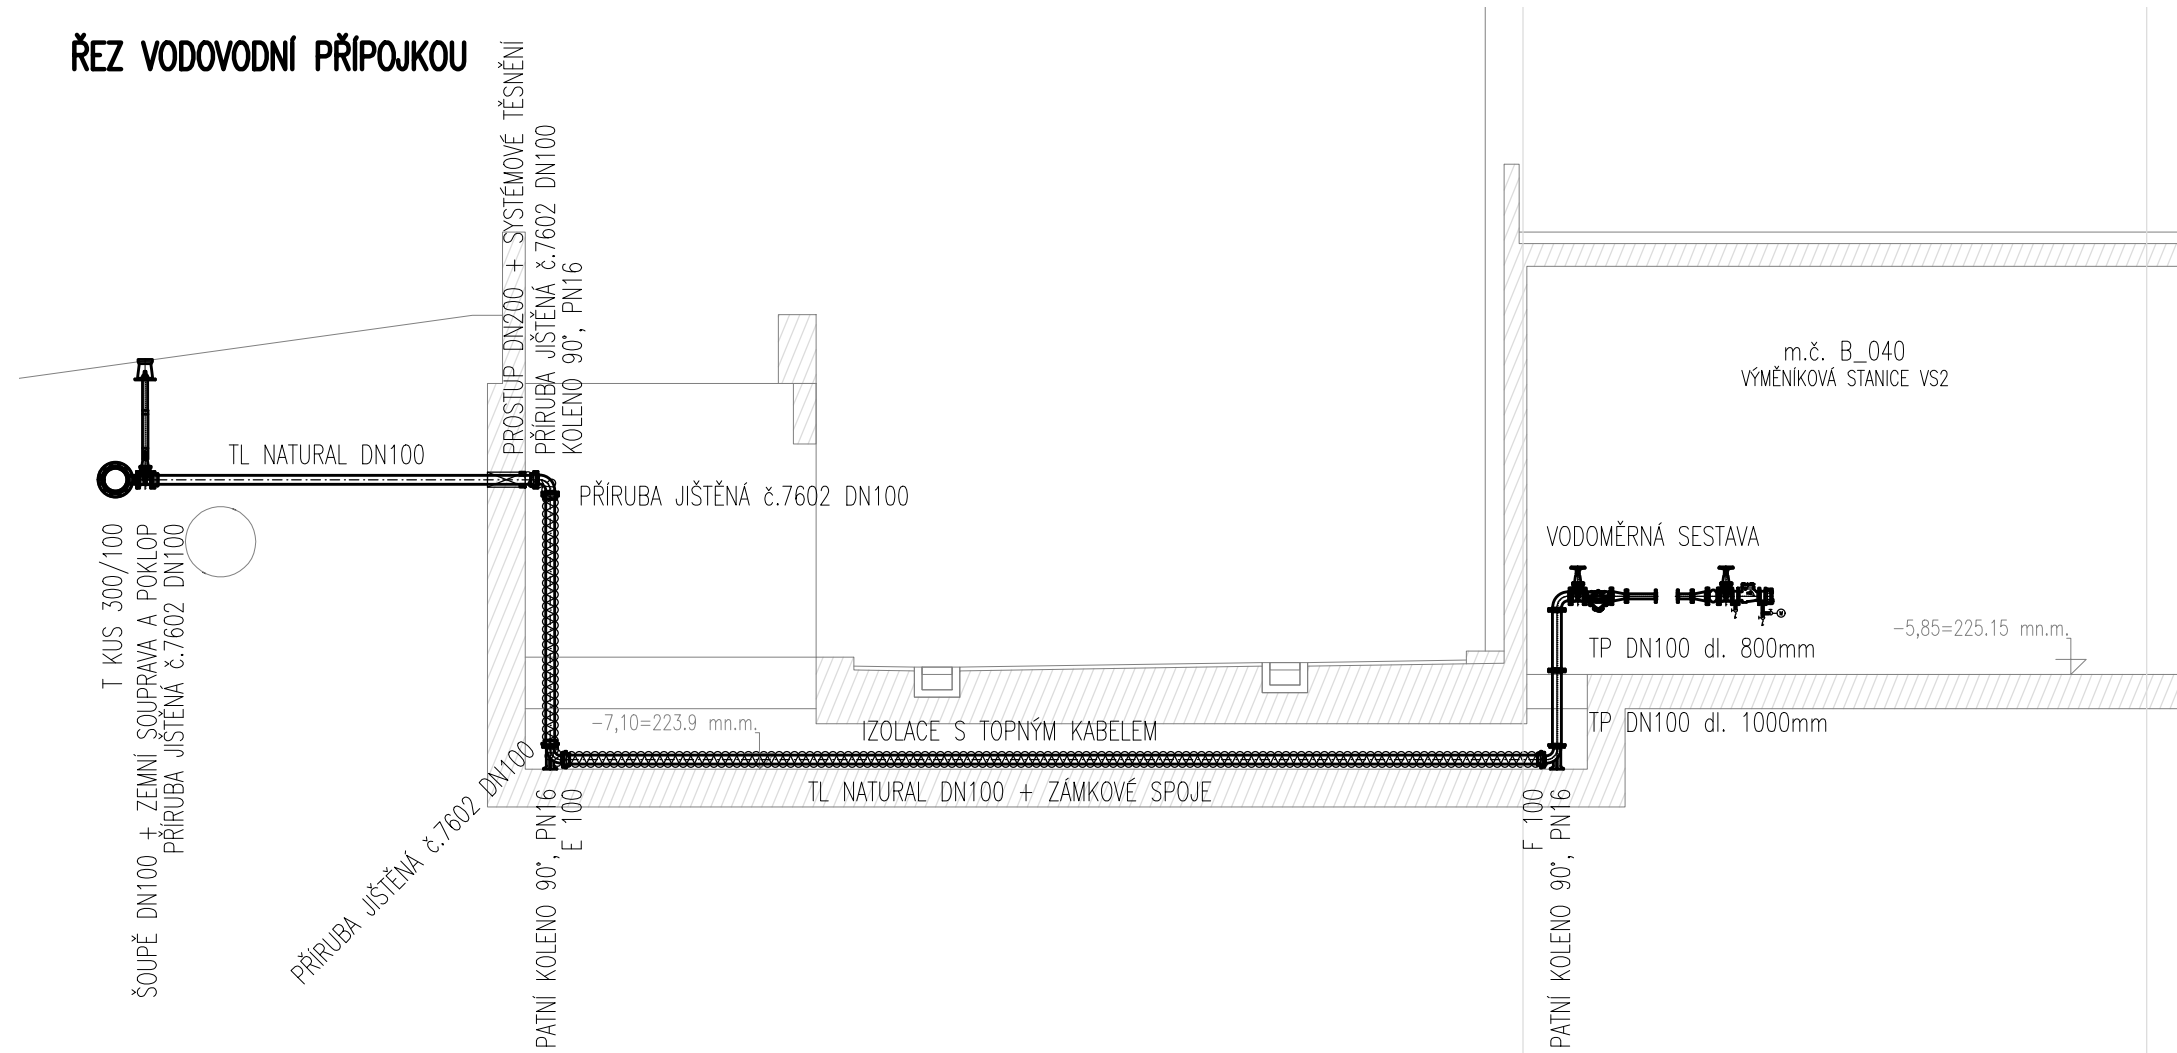 ŘEZ VODOVODNÍ PŘÍPOJKOU
PROSTUP DN200 + SYSTÉMOVÉ TĚSNĚNÍ
PŘÍRUBA JIŠTĚNÁ č.7602 DN100
KOLENO 90°, PN16
m.č. B_040
VÝMĚNÍKOVÁ STANICE VS2
TL NATURAL DN100
PŘÍRUBA JIŠTĚNÁ č.7602 DN100
T KUS 300/100
ŠOUPĚ DN100 + ZEMNÍ SOUPRAVA A POKLOP
PŘÍRUBA JIŠTĚNÁ č.7602 DN100
VODOMĚRNÁ SESTAVA
-5,85=225.15 mn.m.
TP DN100 dl. 800mm
-7,10=223.9 mn.m.
IZOLACE S TOPNÝM KABELEM
TP DN100 dl. 1000mm
TL NATURAL DN100 + ZÁMKOVÉ SPOJE
PŘÍRUBA JIŠTĚNÁ č.7602 DN100
PATNÍ KOLENO 90°, PN16
E 100
F 100
PATNÍ KOLENO 90°, PN16